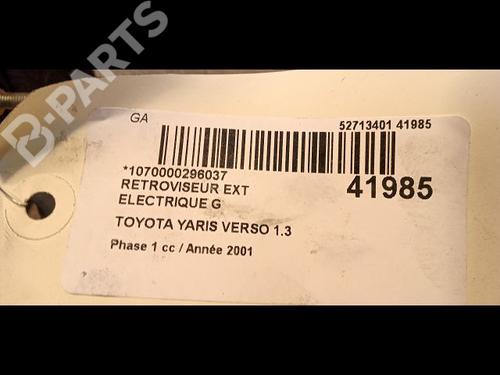 B-PARTS
GA
52713401 41985
*1070000296037
41985
RETROVISEUR EXT
ELECTRIQUE G
TOYOTA YARIS VERSO 1.3
Phase 1 cc / Année 2001